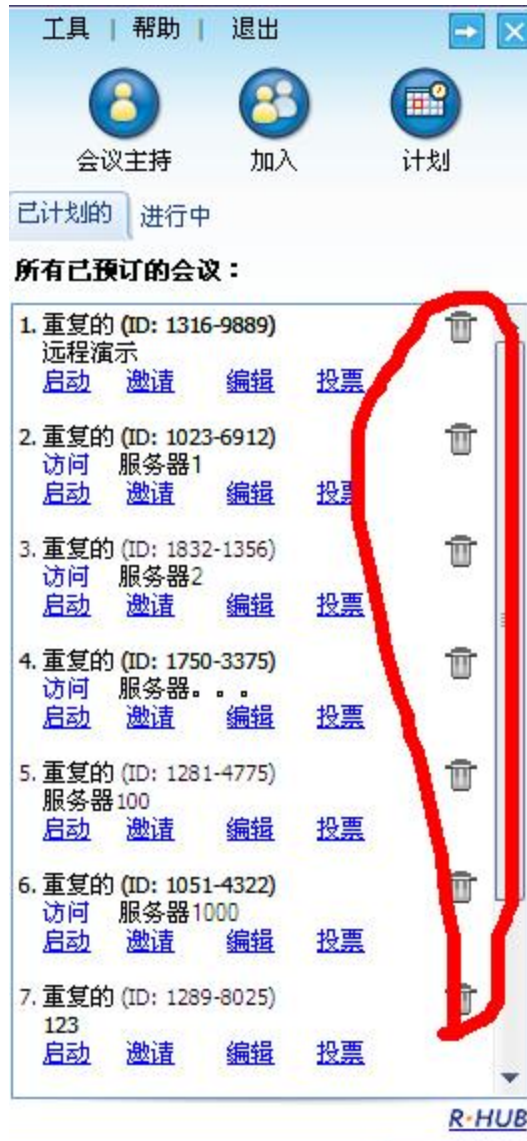 工具 | 帮助 | 退出
会议主持 加入 计划
已计划的 进行中
所有已预订的会议：
1. 重复的 (ID: 1316-9889)
远程演示
启动 邀请 编辑 投票
2. 重复的 (ID: 1023-6912)
访问 服务器1
启动 邀请 编辑 投票
3. 重复的 (ID: 1832-1356)
访问 服务器2
启动 邀请 编辑 投票
4. 重复的 (ID: 1750-3375)
访问 服务器。。。
启动 邀请 编辑 投票
5. 重复的 (ID: 1281-4775)
服务器100
启动 邀请 编辑 投票
6. 重复的 (ID: 1051-4322)
访问 服务器1000
启动 邀请 编辑 投票
7. 重复的 (ID: 1289-8025)
123
启动 邀请 编辑 投票
R·HUB